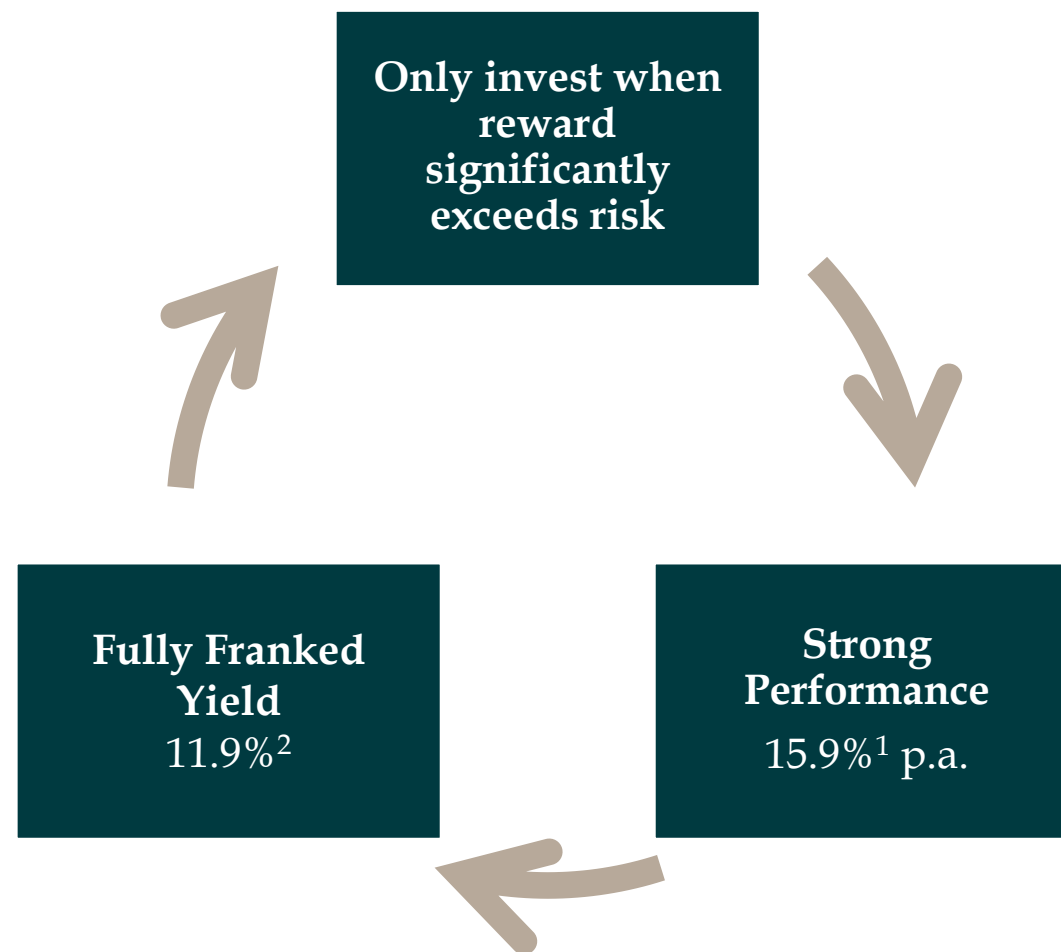 Only invest when
reward
significantly
exceeds risk
Strong
Performance
15.9%¹ p.a.
Fully Franked
Yield
11.9%²